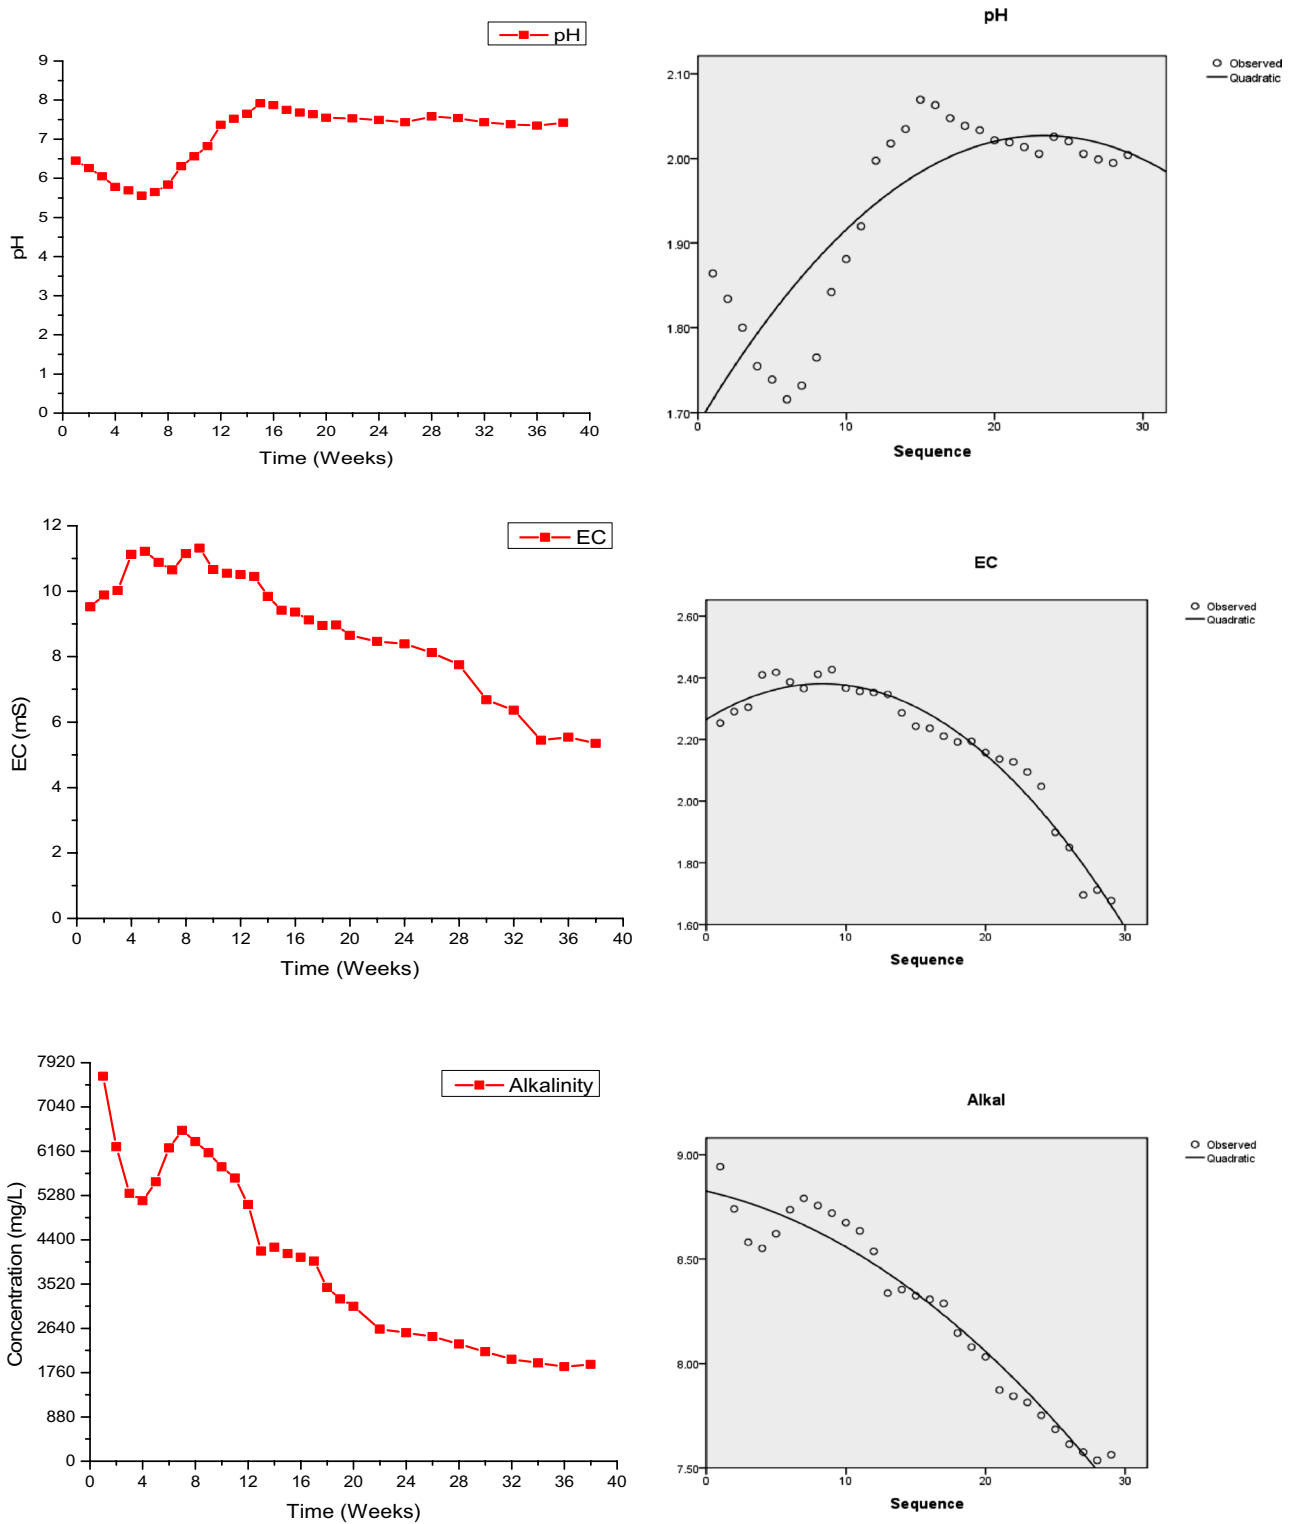 pH
9
8
7
6
5
4
3
2
1
0
pH
0 4 8 12 16 20 24 28 32 36 40
Time (Weeks)
pH
Observed
Quadratic
2.10
2.00
1.90
1.80
1.70
0 10 20 30
Sequence
EC
12
10
8
6
4
2
0
EC (mS)
0 4 8 12 16 20 24 28 32 36 40
Time (Weeks)
EC
Observed
Quadratic
2.60
2.40
2.20
2.00
1.80
1.60
0 10 20 30
Sequence
Alkalinity
7920
7040
6160
5280
4400
3520
2640
1760
880
0
Concentration (mg/L)
0 4 8 12 16 20 24 28 32 36 40
Time (Weeks)
Alkal
Observed
Quadratic
9.00
8.50
8.00
7.50
0 10 20 30
Sequence